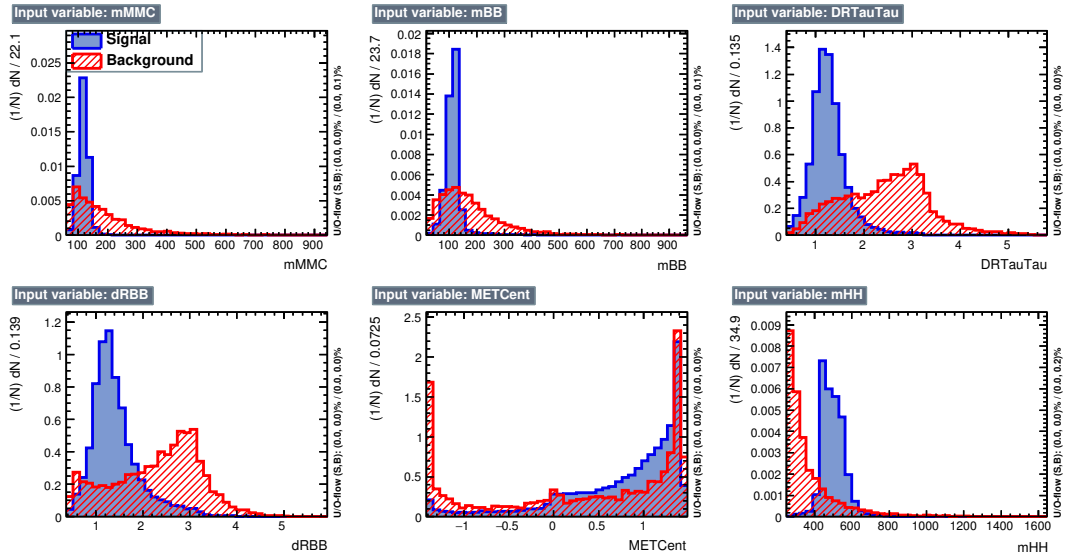 Input variable: mMMC
(1/N) dN / 22.1
0.025
0.02
0.015
0.01
0.005
0
Signal
Background
100 200 300 400 500 600 700 800 900
mMMC
U/O-flow (S,B): (0.0, 0.0)% / (0.0, 0.1)%
Input variable: mBB
(1/N) dN / 23.7
0.02
0.018
0.016
0.014
0.012
0.01
0.008
0.006
0.004
0.002
0
100 200 300 400 500 600 700 800 900
mBB
U/O-flow (S,B): (0.0, 0.0)% / (0.0, 0.1)%
Input variable: DRTauTau
(1/N) dN / 0.135
1.4
1.2
1
0.8
0.6
0.4
0.2
0
1 2 3 4 5
DRTauTau
U/O-flow (S,B): (0.0, 0.0)% / (0.0, 0.0)%
Input variable: dRBB
(1/N) dN / 0.139
1.2
1
0.8
0.6
0.4
0.2
0
1 2 3 4 5
dRBB
U/O-flow (S,B): (0.0, 0.0)% / (0.0, 0.0)%
Input variable: METCent
(1/N) dN / 0.0725
2.5
2
1.5
1
0.5
0
−1 −0.5 0 0.5 1
METCent
U/O-flow (S,B): (0.0, 0.0)% / (0.0, 0.0)%
Input variable: mHH
(1/N) dN / 34.9
0.009
0.008
0.007
0.006
0.005
0.004
0.003
0.002
0.001
0
400 600 800 1000 1200 1400 1600
mHH
U/O-flow (S,B): (0.0, 0.0)% / (0.0, 0.2)%